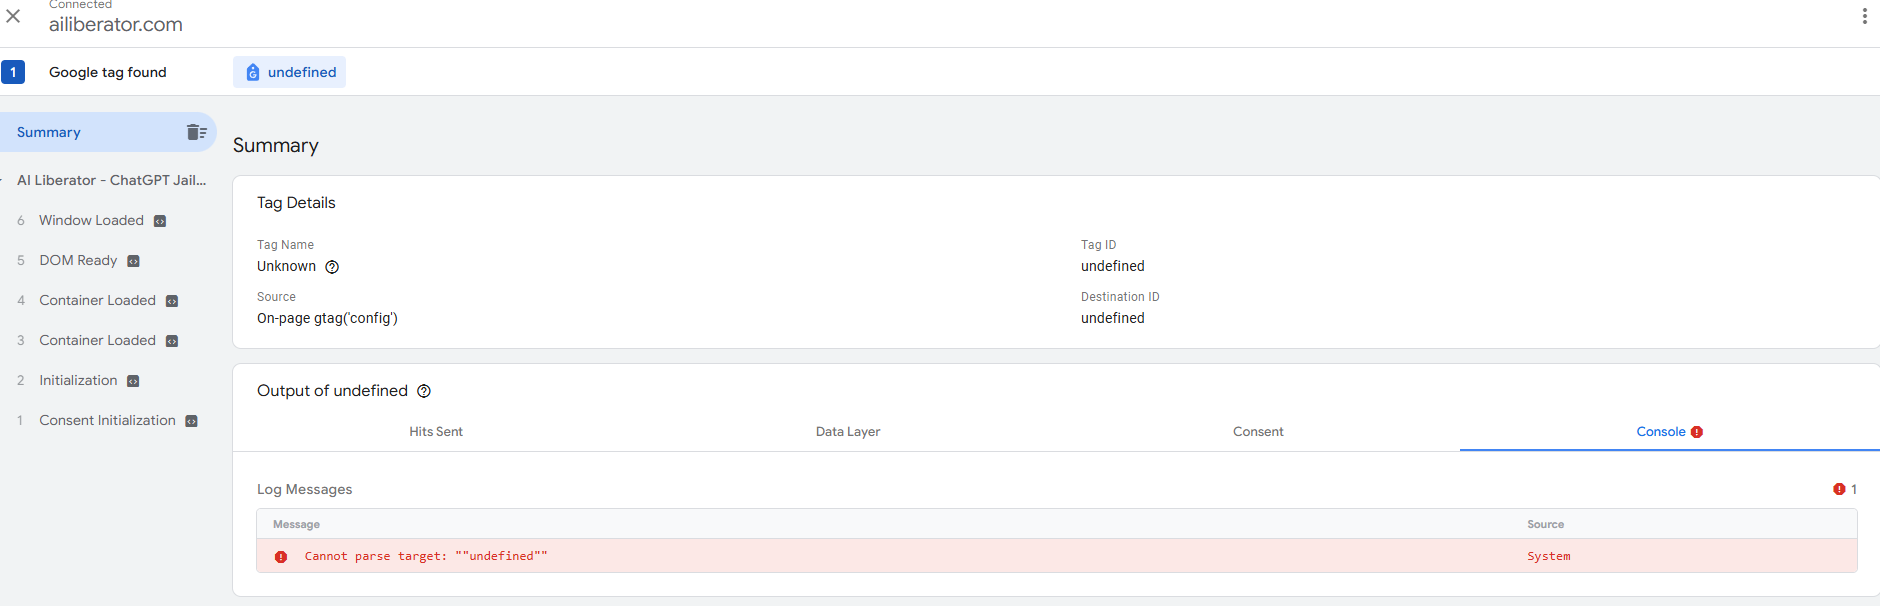 Connected
ailiberator.com
1 Google tag found undefined
Summary
AI Liberator - ChatGPT Jail...
6 Window Loaded
5 DOM Ready
4 Container Loaded
3 Container Loaded
2 Initialization
1 Consent Initialization
Summary
Tag Details
Tag Name Tag ID
Unknown undefined
Source Destination ID
On-page gtag('config') undefined
Output of undefined
Hits Sent Data Layer Consent Console
Log Messages 1
Message Source
Cannot parse target: ""undefined"" System